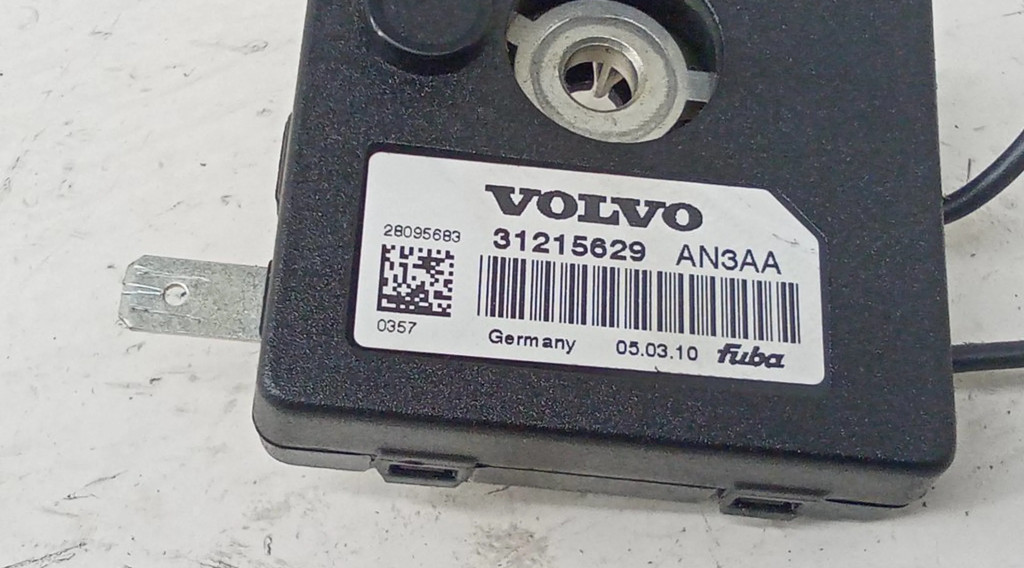 VOLVO
28095683
31215629 AN3AA
0357
Germany 05.03.10 fuba